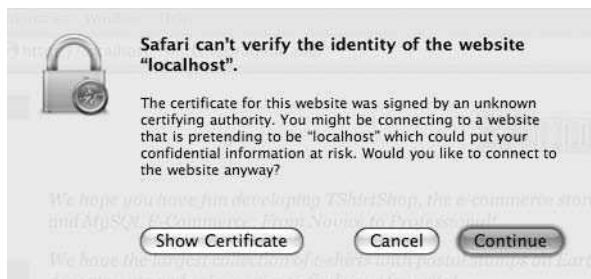 Safari can't verify the identity of the website
“localhost”.
The certificate for this website was signed by an unknown
certifying authority. You might be connecting to a website
that is pretending to be “localhost” which could put your
confidential information at risk. Would you like to connect to
the website anyway?
We hope you have fun developing TShirtShop, the e-commerce stor
and MySQL E-Commerce: From Novice to Professional!
Show Certificate Cancel Continue
We have the largest collection of t-shirts with postal stamps on Eart